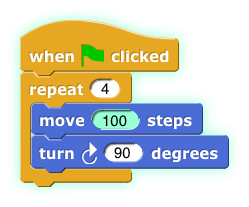 when clicked
repeat 4
move 100 steps
turn 90 degrees